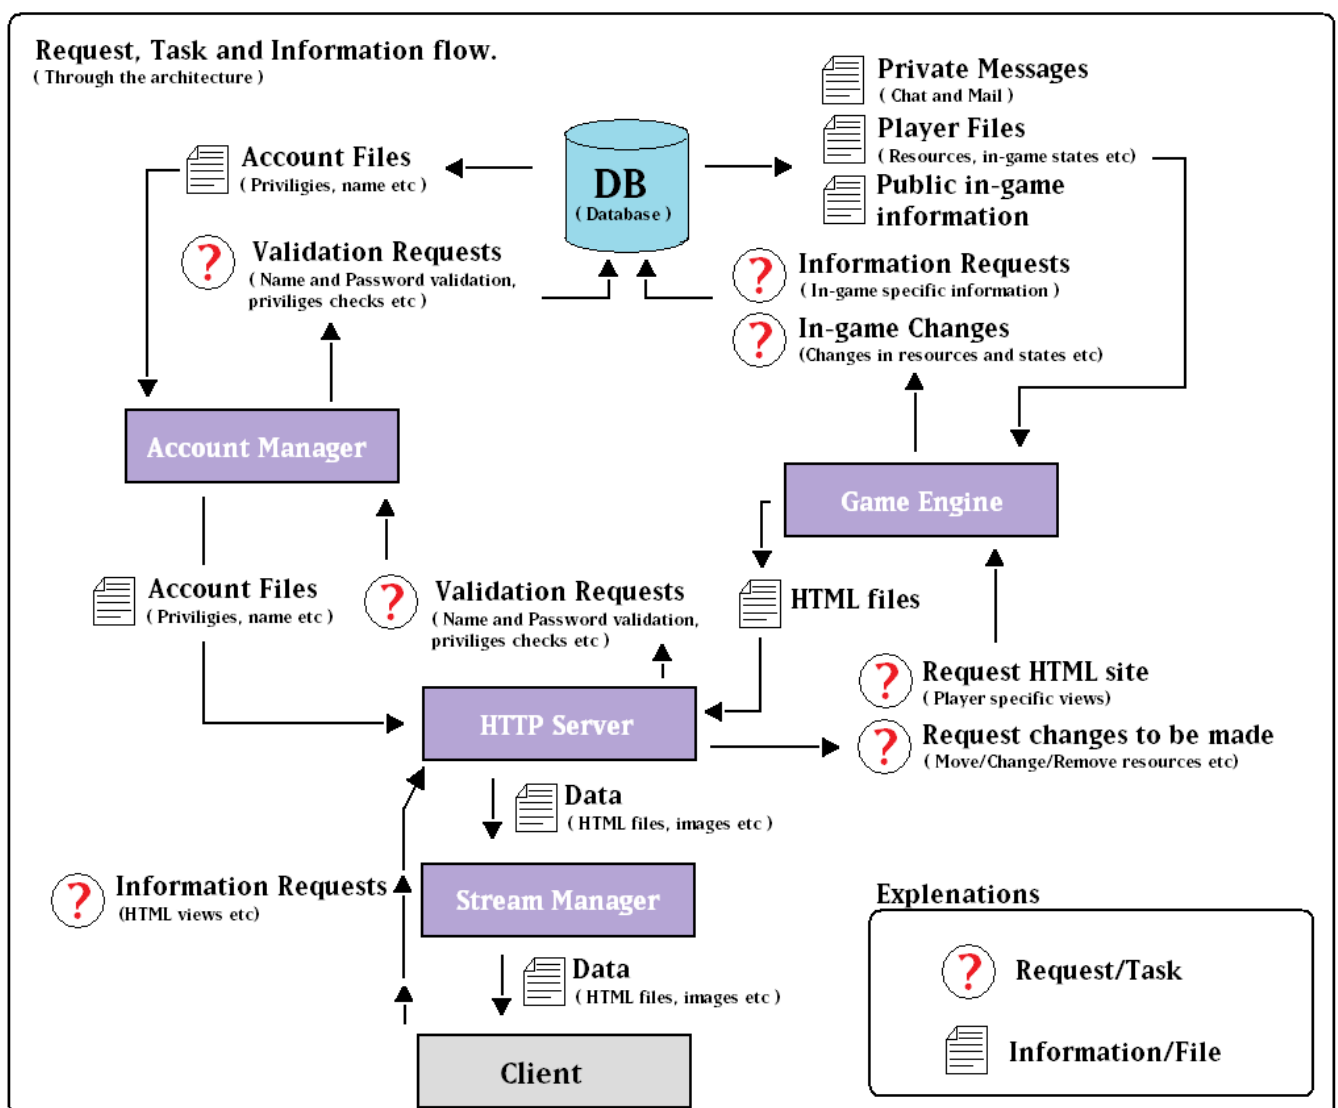 Request, Task and Information flow.
( Through the architecture )
Private Messages
( Chat and Mail )
Player Files
( Resources, in-game states etc)
Public in-game
information
Account Files
( Priviligies, name etc )
DB
( Database )
Validation Requests
( Name and Password validation,
priviliges checks etc )
Information Requests
( In-game specific information )
In-game Changes
(Changes in resources and states etc)
Account Manager
Game Engine
Account Files
( Priviligies, name etc )
Validation Requests
( Name and Password validation,
priviliges checks etc )
HTML files
Request HTML site
( Player specific views)
Request changes to be made
( Move/Change/Remove resources etc)
HTTP Server
Data
( HTML files, images etc )
Information Requests
(HTML views etc)
Stream Manager
Data
( HTML files, images etc )
Client
Explenations
?
Request/Task
Information/File